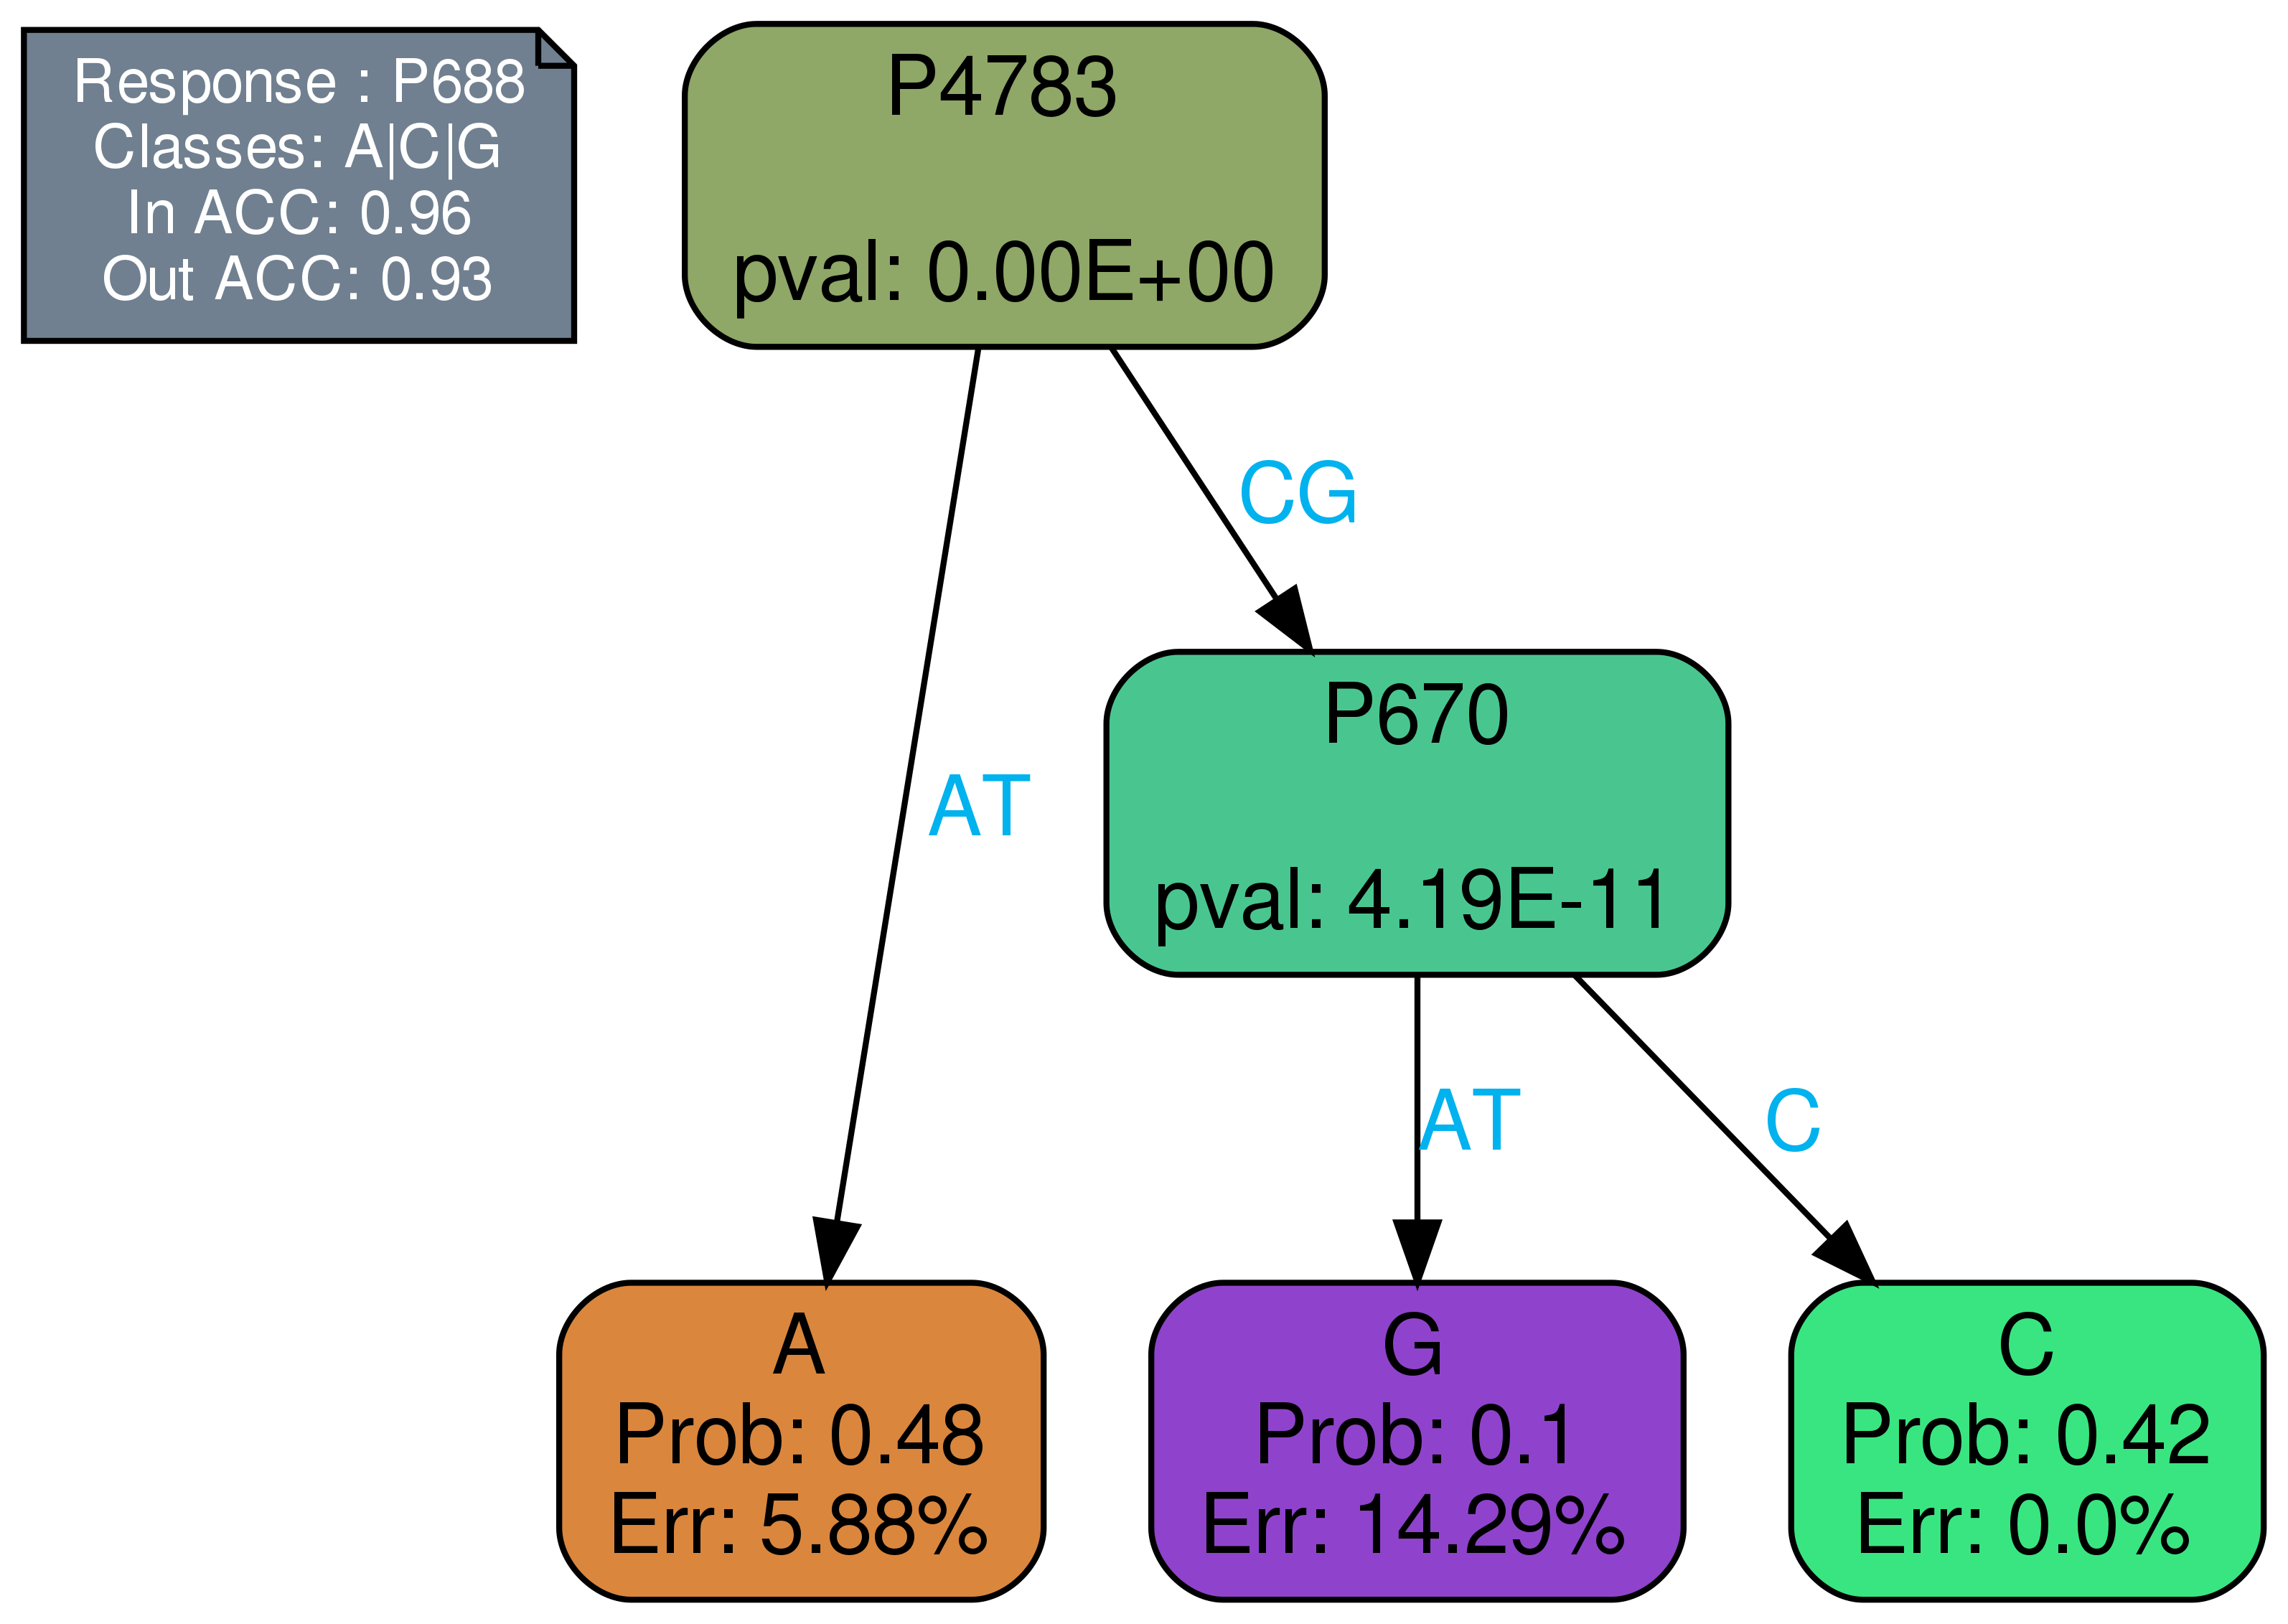 Response : P688
Classes: A|C|G
In ACC: 0.96
Out ACC: 0.93
P4783
pval: 0.00E+00
CG
AT
P670
pval: 4.19E-11
AT
C
A
Prob: 0.48
Err: 5.88%
G
Prob: 0.1
Err: 14.29%
C
Prob: 0.42
Err: 0.0%